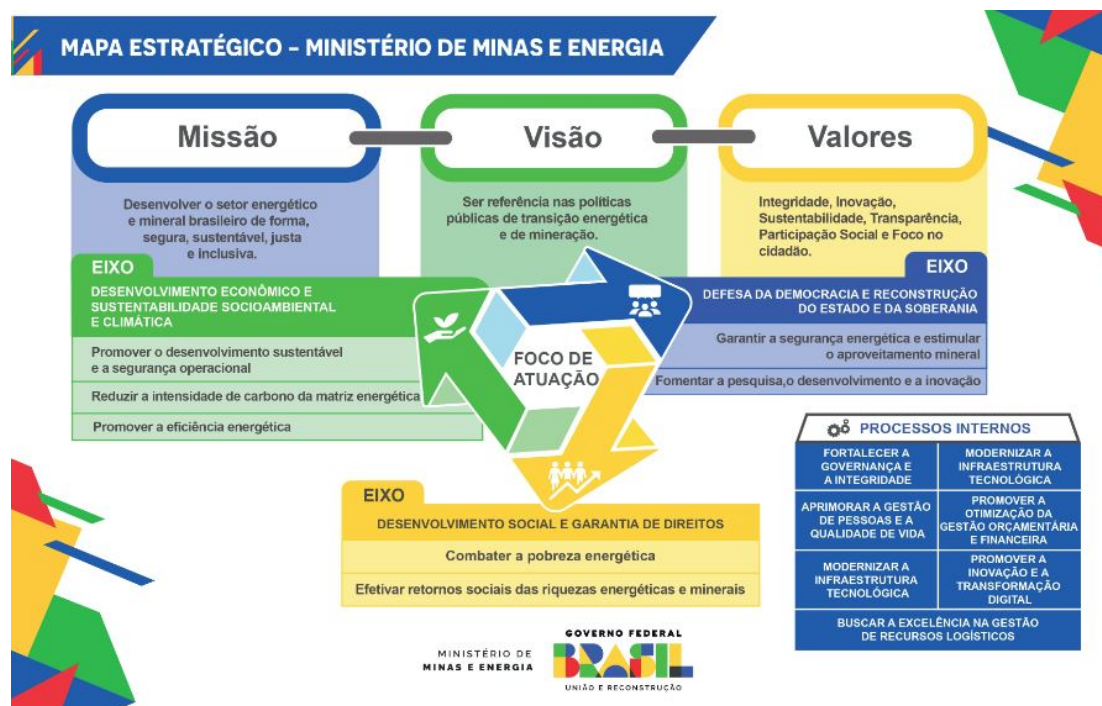 MAPA ESTRATÉGICO – MINISTÉRIO DE MINAS E ENERGIA
Missão
Desenvolver o setor energético
e mineral brasileiro de forma,
segura, sustentável, justa
e inclusiva.
Visão
Ser referência nas políticas
públicas de transição energética
e de mineração.
Valores
Integridade, Inovação,
Sustentabilidade, Transparência,
Participação Social e Foco no
cidadão.
EIXO
DESENVOLVIMENTO ECONÔMICO E
SUSTENTABILIDADE SOCIOAMBIENTAL
E CLIMÁTICA
Promover o desenvolvimento sustentável
e a segurança operacional
Reduzir a intensidade de carbono da matriz energética
Promover a eficiência energética
FOCO DE
ATUAÇÃO
EIXO
DEFESA DA DEMOCRACIA E RECONSTRUÇÃO
DO ESTADO E DA SOBERANIA
Garantir a segurança energética e estimular
o aproveitamento mineral
Fomentar a pesquisa,o desenvolvimento e a inovação
EIXO
DESENVOLVIMENTO SOCIAL E GARANTIA DE DIREITOS
Combater a pobreza energética
Efetivar retornos sociais das riquezas energéticas e minerais
PROCESSOS INTERNOS
FORTALECER A
GOVERNANÇA E
A INTEGRIDADE
MODERNIZAR A
INFRAESTRUTURA
TECNOLÓGICA
APRIMORAR A GESTÃO
DE PESSOAS E A
QUALIDADE DE VIDA
PROMOVER A
OTIMIZAÇÃO DA
GESTÃO ORÇAMENTÁRIA
E FINANCEIRA
MODERNIZAR A
INFRAESTRUTURA
TECNOLÓGICA
PROMOVER A
INOVAÇÃO E A
TRANSFORMAÇÃO
DIGITAL
BUSCAR A EXCELÊNCIA NA GESTÃO
DE RECURSOS LOGÍSTICOS
MINISTÉRIO DE
MINAS E ENERGIA
GOVERNO FEDERAL
BRASIL
UNIÃO E RECONSTRUÇÃO